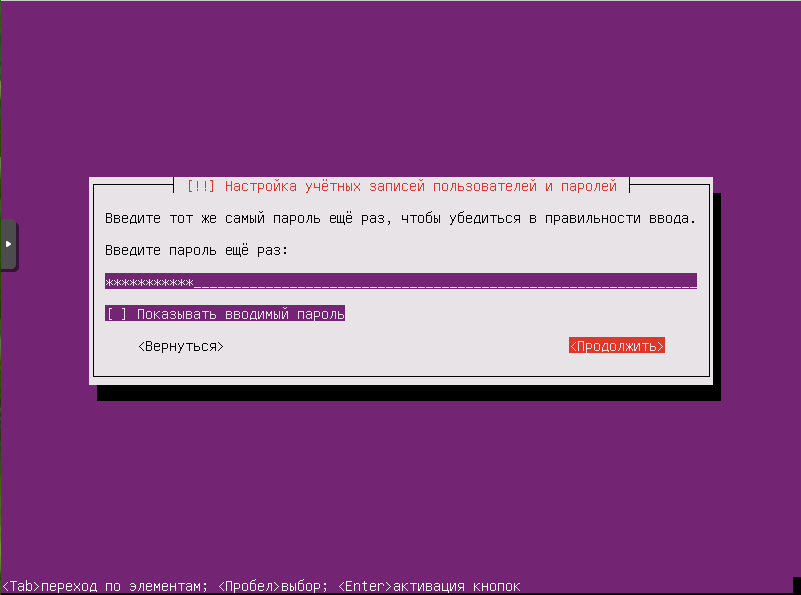 [!!] Настройка учётных записей пользователей и паролей
Введите тот же самый пароль ещё раз, чтобы убедиться в правильности ввода.
Введите пароль ещё раз:
***********
[ ] Показывать вводимый пароль
<Вернуться>
<Продолжить>
<Tab>переход по элементам; <Пробел>выбор; <Enter>активация кнопок